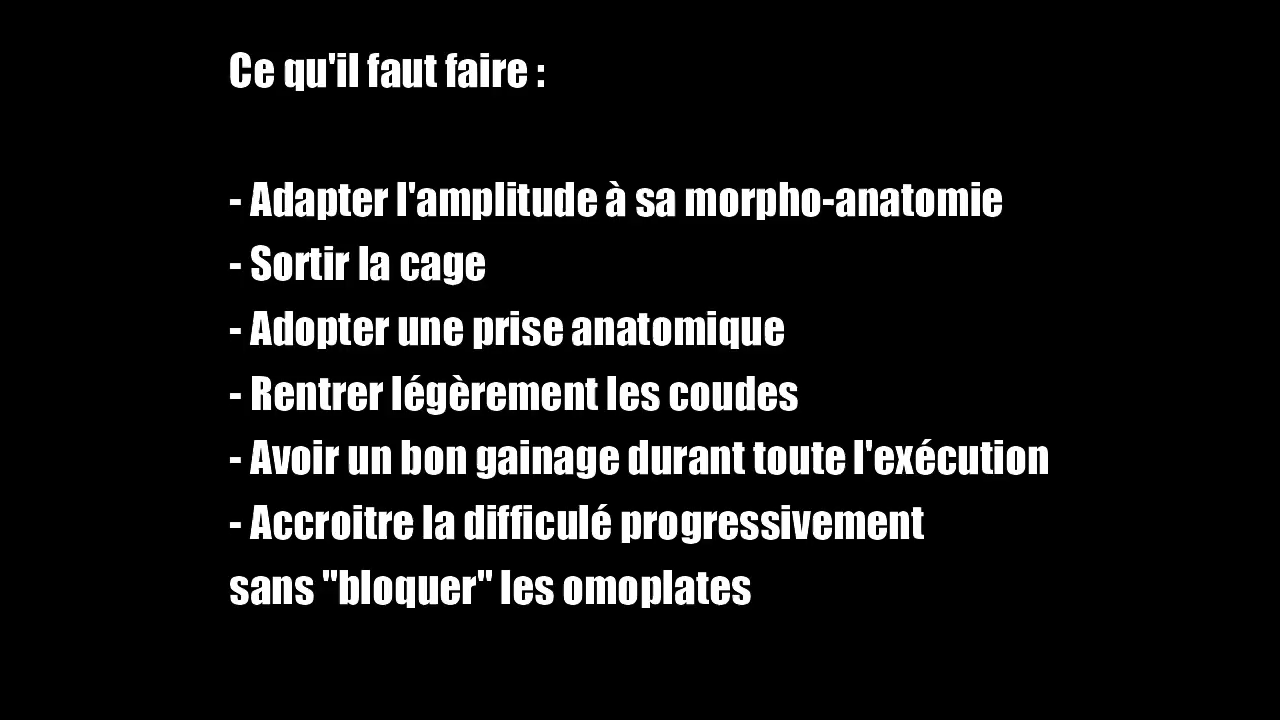 Ce qu'il faut faire :
- Adapter l'amplitude à sa morpho-anatomie
- Sortir la cage
- Adopter une prise anatomique
- Rentrer légèrement les coudes
- Avoir un bon gainage durant toute l'exécution
- Accroitre la difficulé progressivement
sans "bloquer" les omoplates